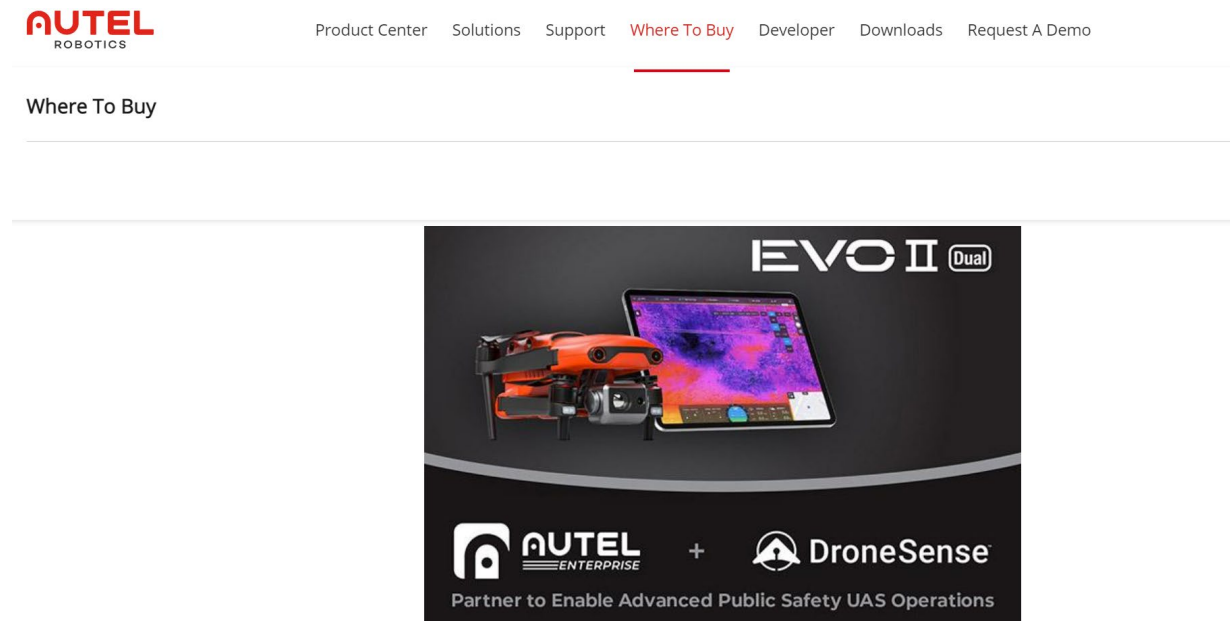 AUTEL
ROBOTICS
Product Center Solutions Support Where To Buy Developer Downloads Request A Demo
Where To Buy
EVO II Dual
AUTEL ENTERPRISE + DroneSense
Partner to Enable Advanced Public Safety UAS Operations